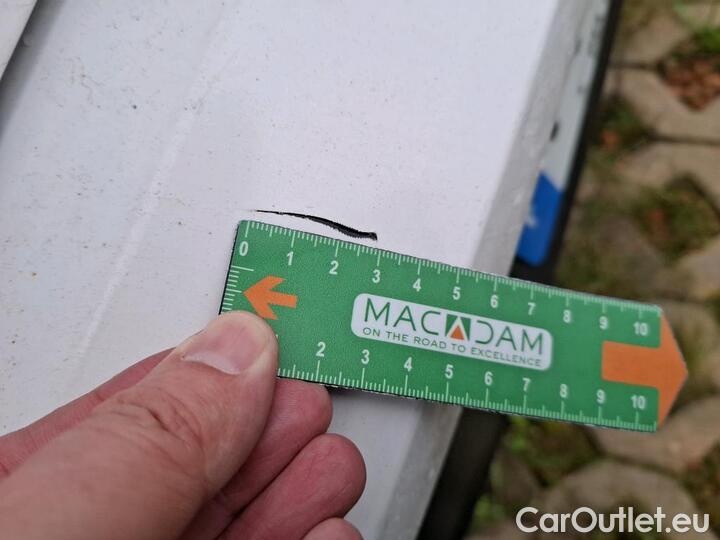 0 1 2 3 4 5 6 7 8 9 10
MACADAM
ON THE ROAD TO EXCELLENCE
2 3 4 5 6 7 8 9 10
CarOutlet.eu